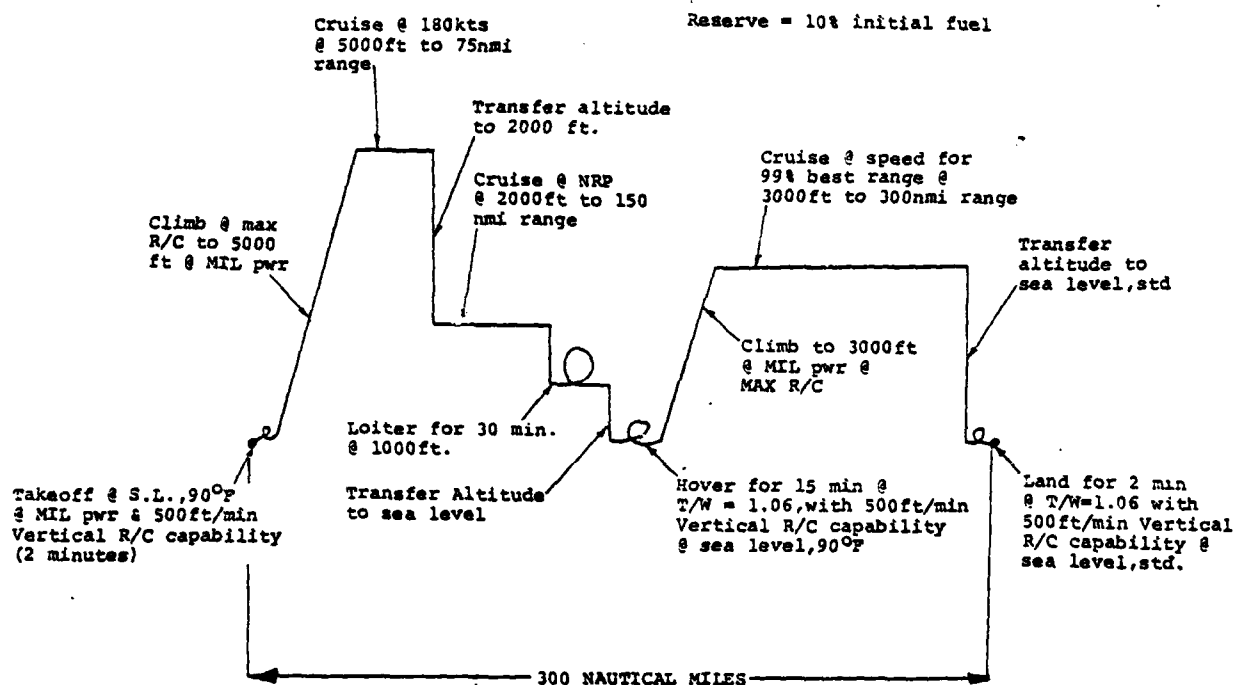 Reserve = 10% initial fuel
Cruise @ 180kts
@ 5000ft to 75nmi
range
Transfer altitude
to 2000 ft.
Cruise @ NRP
@ 2000ft to 150
nmi range
Cruise @ speed for
99% best range @
3000ft to 300nmi range
Climb @ max
R/C to 5000
ft @ MIL pwr
Transfer
altitude to
sea level,std
Climb to 3000ft
@ MIL pwr @
MAX R/C
Loiter for 30 min.
@ 1000ft.
Transfer Altitude
to sea level
Takeoff @ S.L.,90°F
@ MIL pwr & 500ft/min
Vertical R/C capability
(2 minutes)
Hover for 15 min @
T/W = 1.06,with 500ft/min
Vertical R/C capability
@ sea level,90°F
Land for 2 min
@ T/W=1.06 with
500ft/min Vertical
R/C capability @
sea level,std.
300 NAUTICAL MILES